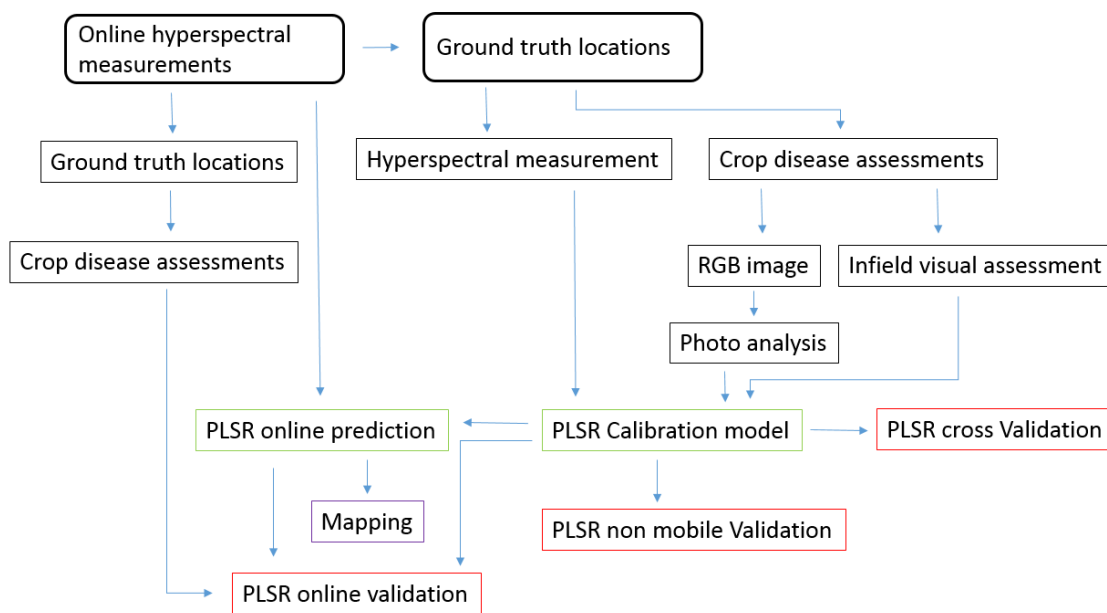 Online hyperspectral
measurements
Ground truth locations
Ground truth locations
Hyperspectral measurement
Crop disease assessments
Crop disease assessments
RGB image
Infield visual assessment
Photo analysis
PLSR online prediction
PLSR Calibration model
PLSR cross Validation
Mapping
PLSR non mobile Validation
PLSR online validation